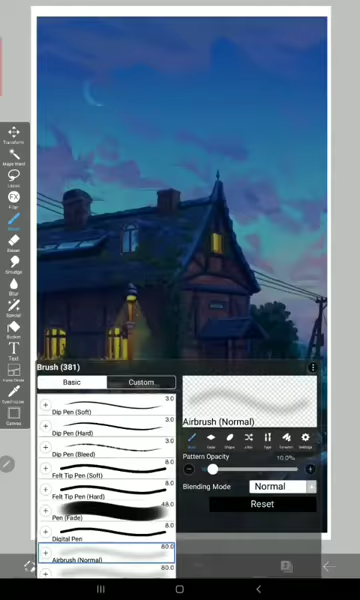 Transform
Magic Wand
Lasso
FX
Filter
Brush
Eraser
Smudge
Blur
Special
Bucket
T
Text
Frame Divider
Eyedropper
Canvas
Brush (381)
Basic
Custom
3.0
Dip Pen (Soft)
3.0
Dip Pen (Hard)
3.0
Dip Pen (Bleed)
8.0
Felt Tip Pen (Soft)
8.0
Felt Tip Pen (Hard)
48.0
Pen (Fade)
8.0
Digital Pen
80.0
Airbrush (Normal)
80.0
Airbrush (Normal)
Settings
Pattern Opacity
10.0%
Blending Mode
Normal
Reset
3